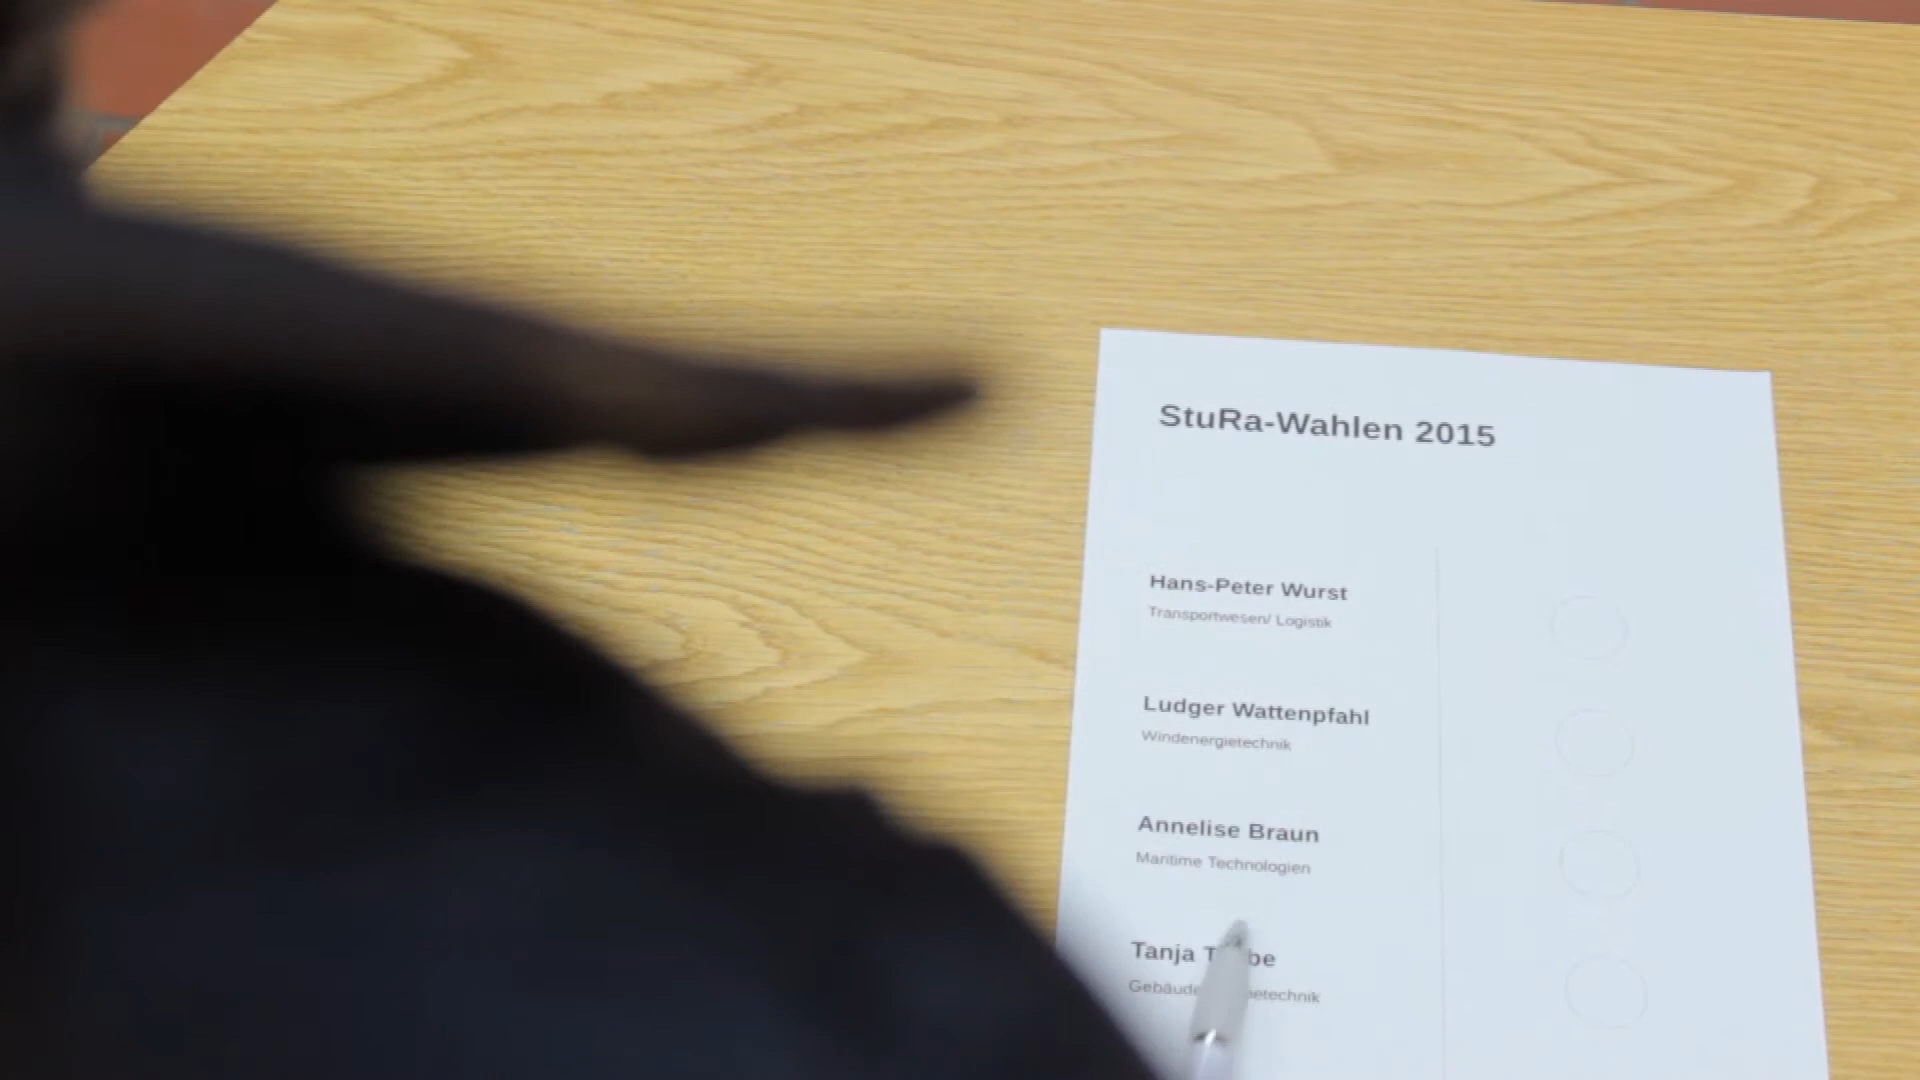 StuRa-Wahlen 2015
Hans-Peter Wurst
Transportwesen/ Logistik
Ludger Wattenpfahl
Windenergietechnik
Annelise Braun
Maritime Technologien
Tanja